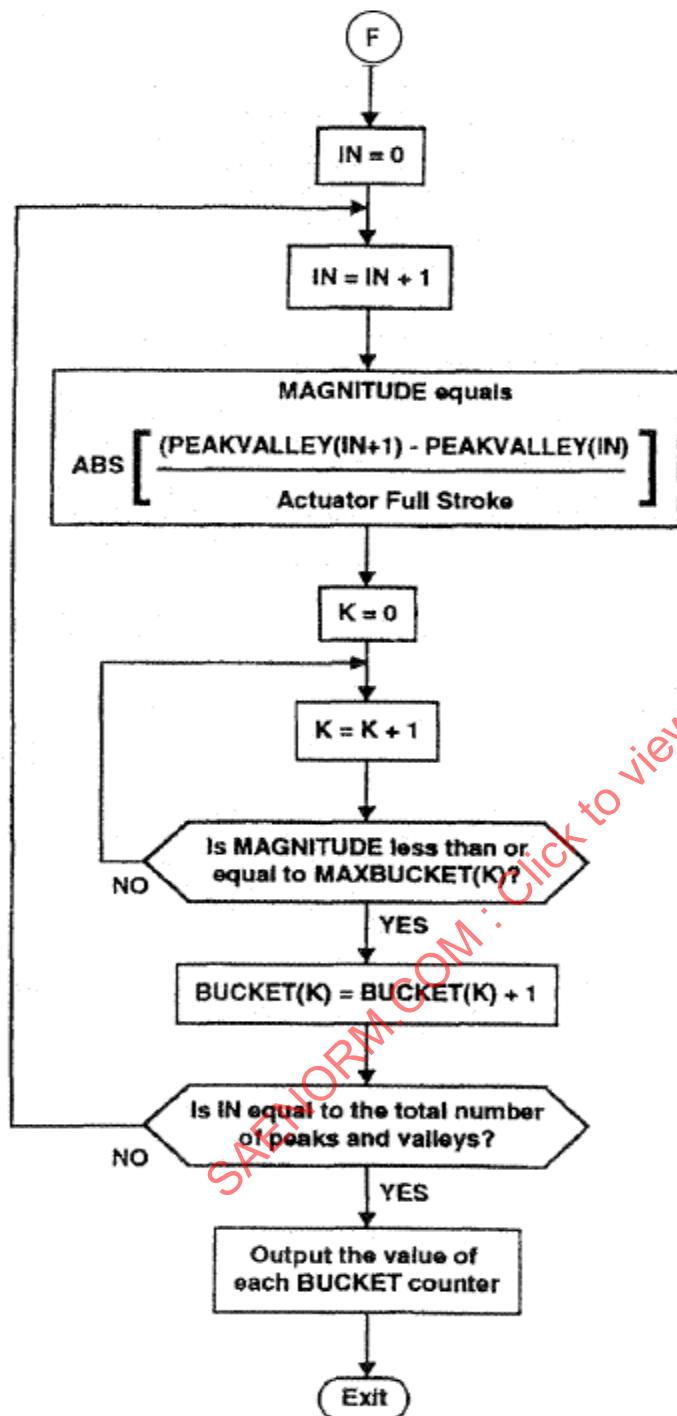 F
IN = 0
IN = IN + 1
MAGNITUDE equals
ABS [ (PEAKVALLEY(IN+1) - PEAKVALLEY(IN)
Actuator Full Stroke ]
K = 0
K = K + 1
Is MAGNITUDE less than or
equal to MAXBUCKET(K)?
NO
YES
BUCKET(K) = BUCKET(K) + 1
Is IN equal to the total number
of peaks and valleys?
NO
YES
Output the value of
each BUCKET counter
Exit
SAENORM.COM : Click to view